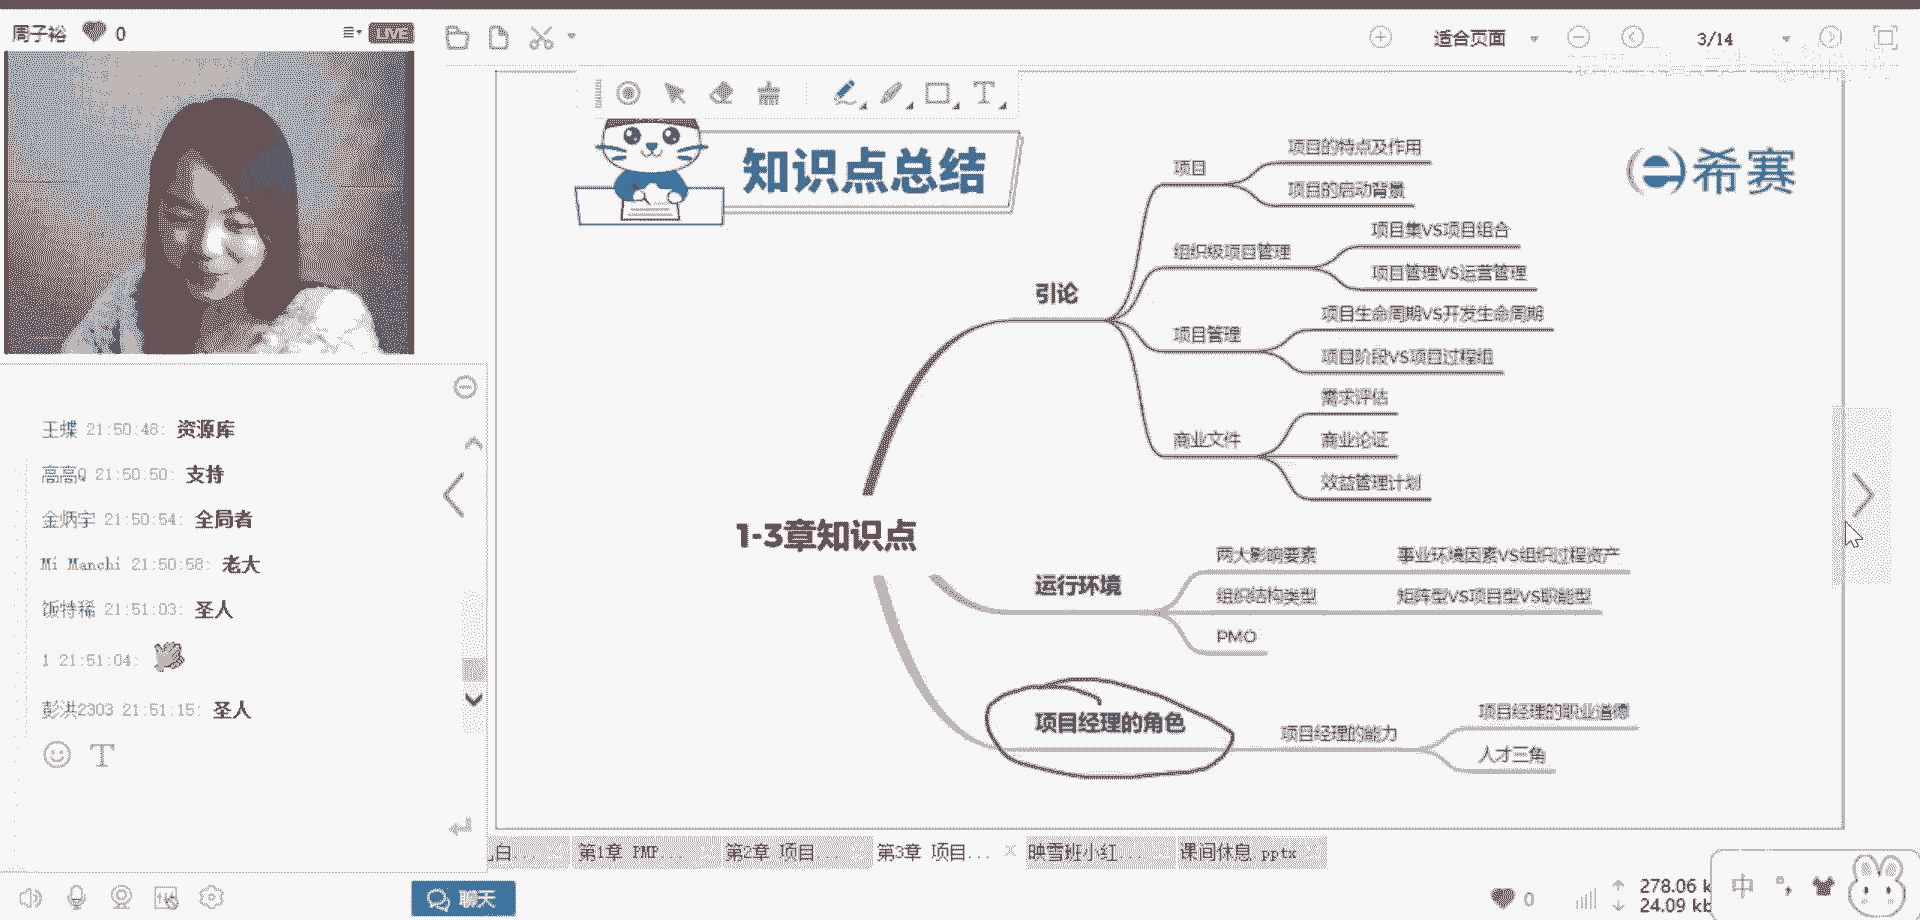 周子裕 0
LIVE
适合页面
3/14
王蝶 21:50:48: 资源库
高高Q 21:50:50: 支持
金炳宇 21:50:54: 全局者
Mi Manchi 21:50:58: 老大
饭特稀 21:51:03: 圣人
1 21:51:04:
彭洪2303 21:51:15: 圣人
T
知识点总结
希赛
1-3章知识点
引论
项目
项目的特点及作用
项目的启动背景
组织级项目管理
项目集VS项目组合
项目管理VS运营管理
项目管理
项目生命周期VS开发生命周期
项目阶段VS项目过程组
商业文件
需求评估
商业论证
效益管理计划
运行环境
两大影响要素
事业环境因素VS组织过程资产
组织结构类型
矩阵型VS项目型VS职能型
PMO
项目经理的角色
项目经理的能力
项目经理的职业道德
人才三角
白...
第1章 PMP...
第2章 项目...
第3章 项目...
映雪班小红...
课间休息.pptx
聊天
0
278.06 k
24.09 kb
中